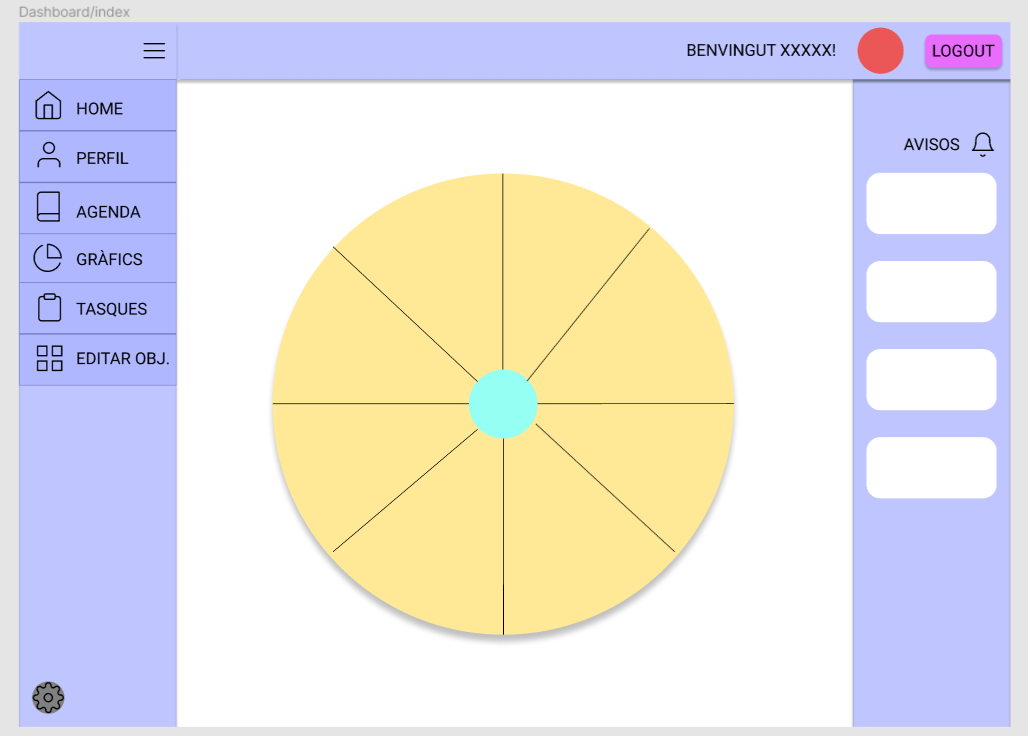 Dashboard/index
BENVINGUT XXXXX!
LOGOUT
HOME
PERFIL
AGENDA
GRÀFICS
TASQUES
EDITAR OBJ.
AVISOS